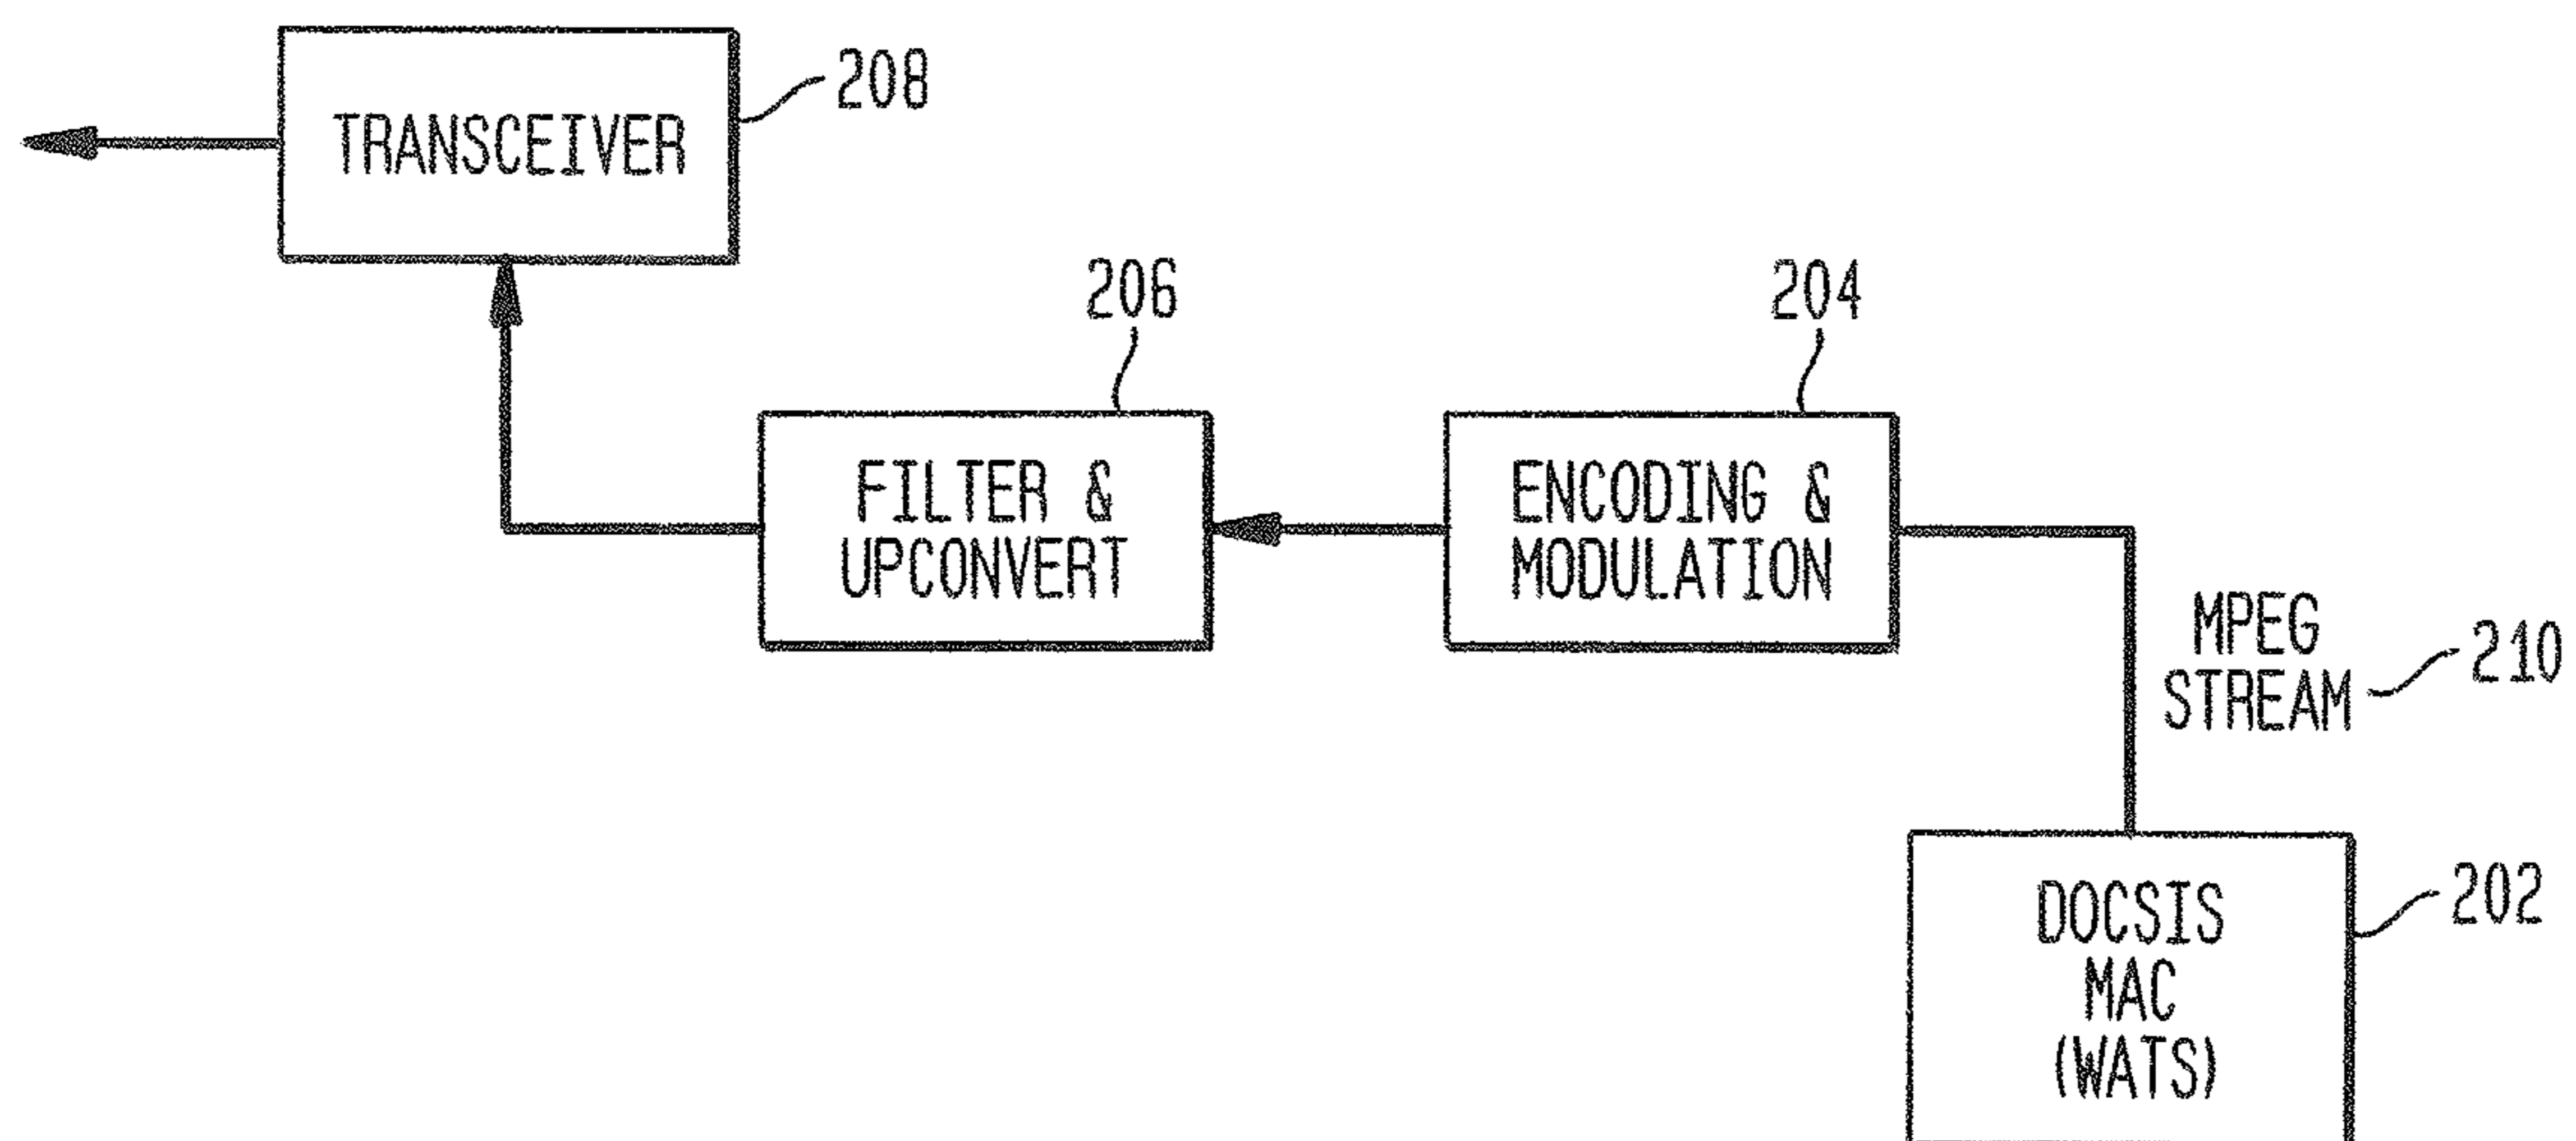 TRANSCEIVER
208
206
204
FILTER &
UPCONVERT
ENCODING &
MODULATION
MPEG
STREAM
210
DOCSIS
MAC
(WATS)
202